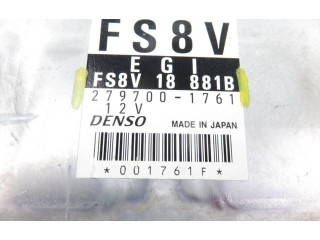 FS8V
EGI
FS8V 18 881B
279700-1761
12V
DENSO MADE IN JAPAN
*001761F*